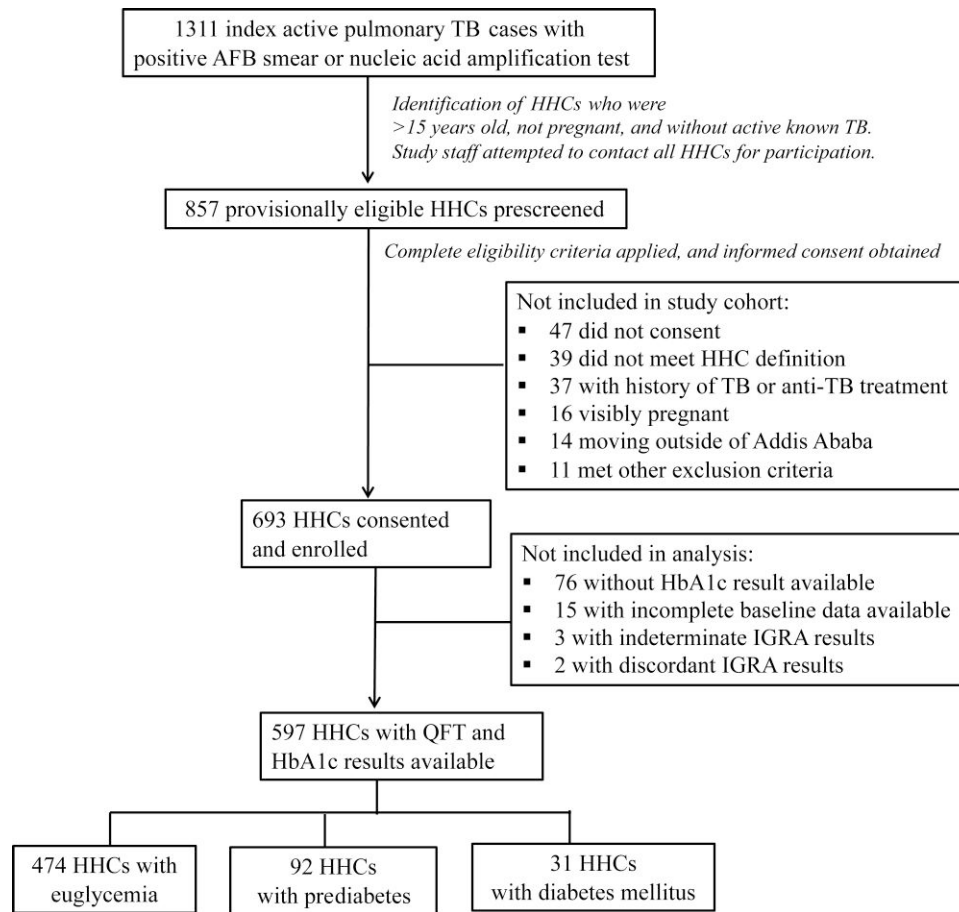 1311 index active pulmonary TB cases with
positive AFB smear or nucleic acid amplification test
Identification of HHCs who were
>15 years old, not pregnant, and without active known TB.
Study staff attempted to contact all HHCs for participation.
857 provisionally eligible HHCs prescreened
Complete eligibility criteria applied, and informed consent obtained
Not included in study cohort:
▪ 47 did not consent
▪ 39 did not meet HHC definition
▪ 37 with history of TB or anti-TB treatment
▪ 16 visibly pregnant
▪ 14 moving outside of Addis Ababa
▪ 11 met other exclusion criteria
693 HHCs consented
and enrolled
Not included in analysis:
▪ 76 without HbA1c result available
▪ 15 with incomplete baseline data available
▪ 3 with indeterminate IGRA results
▪ 2 with discordant IGRA results
597 HHCs with QFT and
HbA1c results available
474 HHCs with
euglycemia
92 HHCs
with prediabetes
31 HHCs
with diabetes mellitus